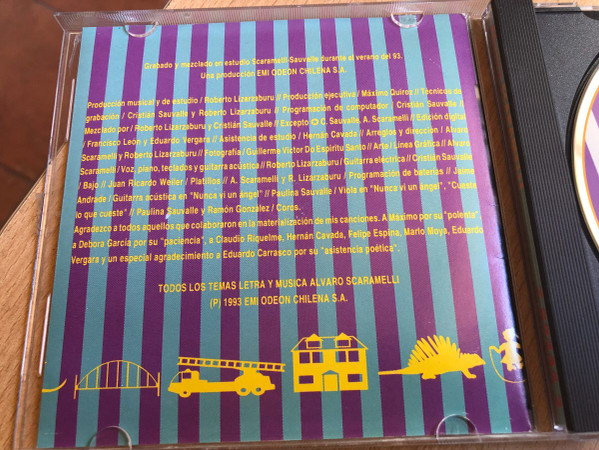 Grabado y mezclado en estudio Scaramelli-Sauvalle durante el verano del 93.
Una producción EMI ODEON CHILENA S.A.
Producción musical y de estudio / Roberto Lizarzaburu // Producción ejecutiva / Máximo Quiroz // Técnicos de
grabación / Cristián Sauvalle y Roberto Lizarzaburu // Programación de computador / Cristián Sauvalle //
Mezclado por / Roberto Lizarzaburu y Cristián Sauvalle // Excepto C. Sauvalle, A. Scaramelli // Edición digital
/ Francisco León y Eduardo Vergara // Asistencia de estudio / Hernán Cavada // Arreglos y dirección / Alvaro
Scaramelli y Roberto Lizarzaburu // Fotografía / Guillermo Victor Do Espiritu Santo // Arte / Línea Gráfica // Alvaro
Scaramelli / Voz, piano, teclados y guitarra acústica // Roberto Lizarzaburu / Guitarra eléctrica // Cristián Sauvalle
/ Bajo // Juan Ricardo Weiler / Platillos // A. Scaramelli y R. Lizarzaburu / Programación de baterías // Jaime
Andrade / Guitarra acústica en "Nunca vi un ángel" // Paulina Sauvalle / Viola en "Nunca vi un ángel", "Cuesta
lo que cueste" // Paulina Sauvalle y Ramón González / Coros.
Agradezco a todos aquellos que colaboraron en la materialización de mis canciones. A Máximo por su "polenta",
a Debora García por su "paciencia", a Claudio Riquelme, Hernán Cavada, Felipe Espina, Marlo Moya, Eduardo
Vergara y un especial agradecimiento a Eduardo Carrasco por su "asistencia poética".
TODOS LOS TEMAS LETRA Y MUSICA ALVARO SCARAMELLI
(P) 1993 EMI ODEON CHILENA S.A.